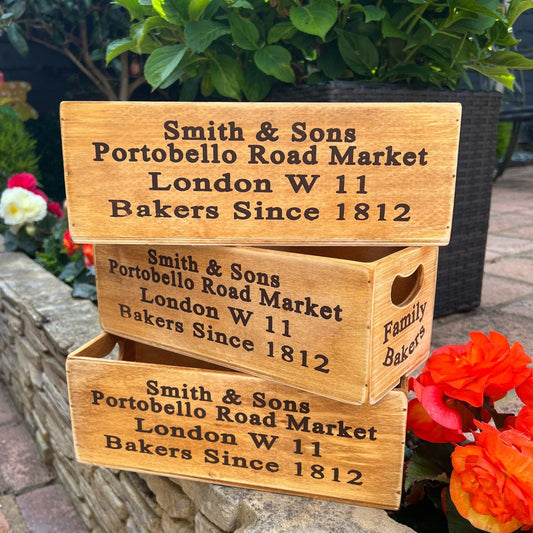 Smith & Sons
Portobello Road Market
London W 11
Bakers Since 1812
Smith & Sons
Portobello Road Market
London W 11
Bakers Since 1812
Family
Bakers
Smith & Sons
Portobello Road Market
London W 11
Bakers Since 1812